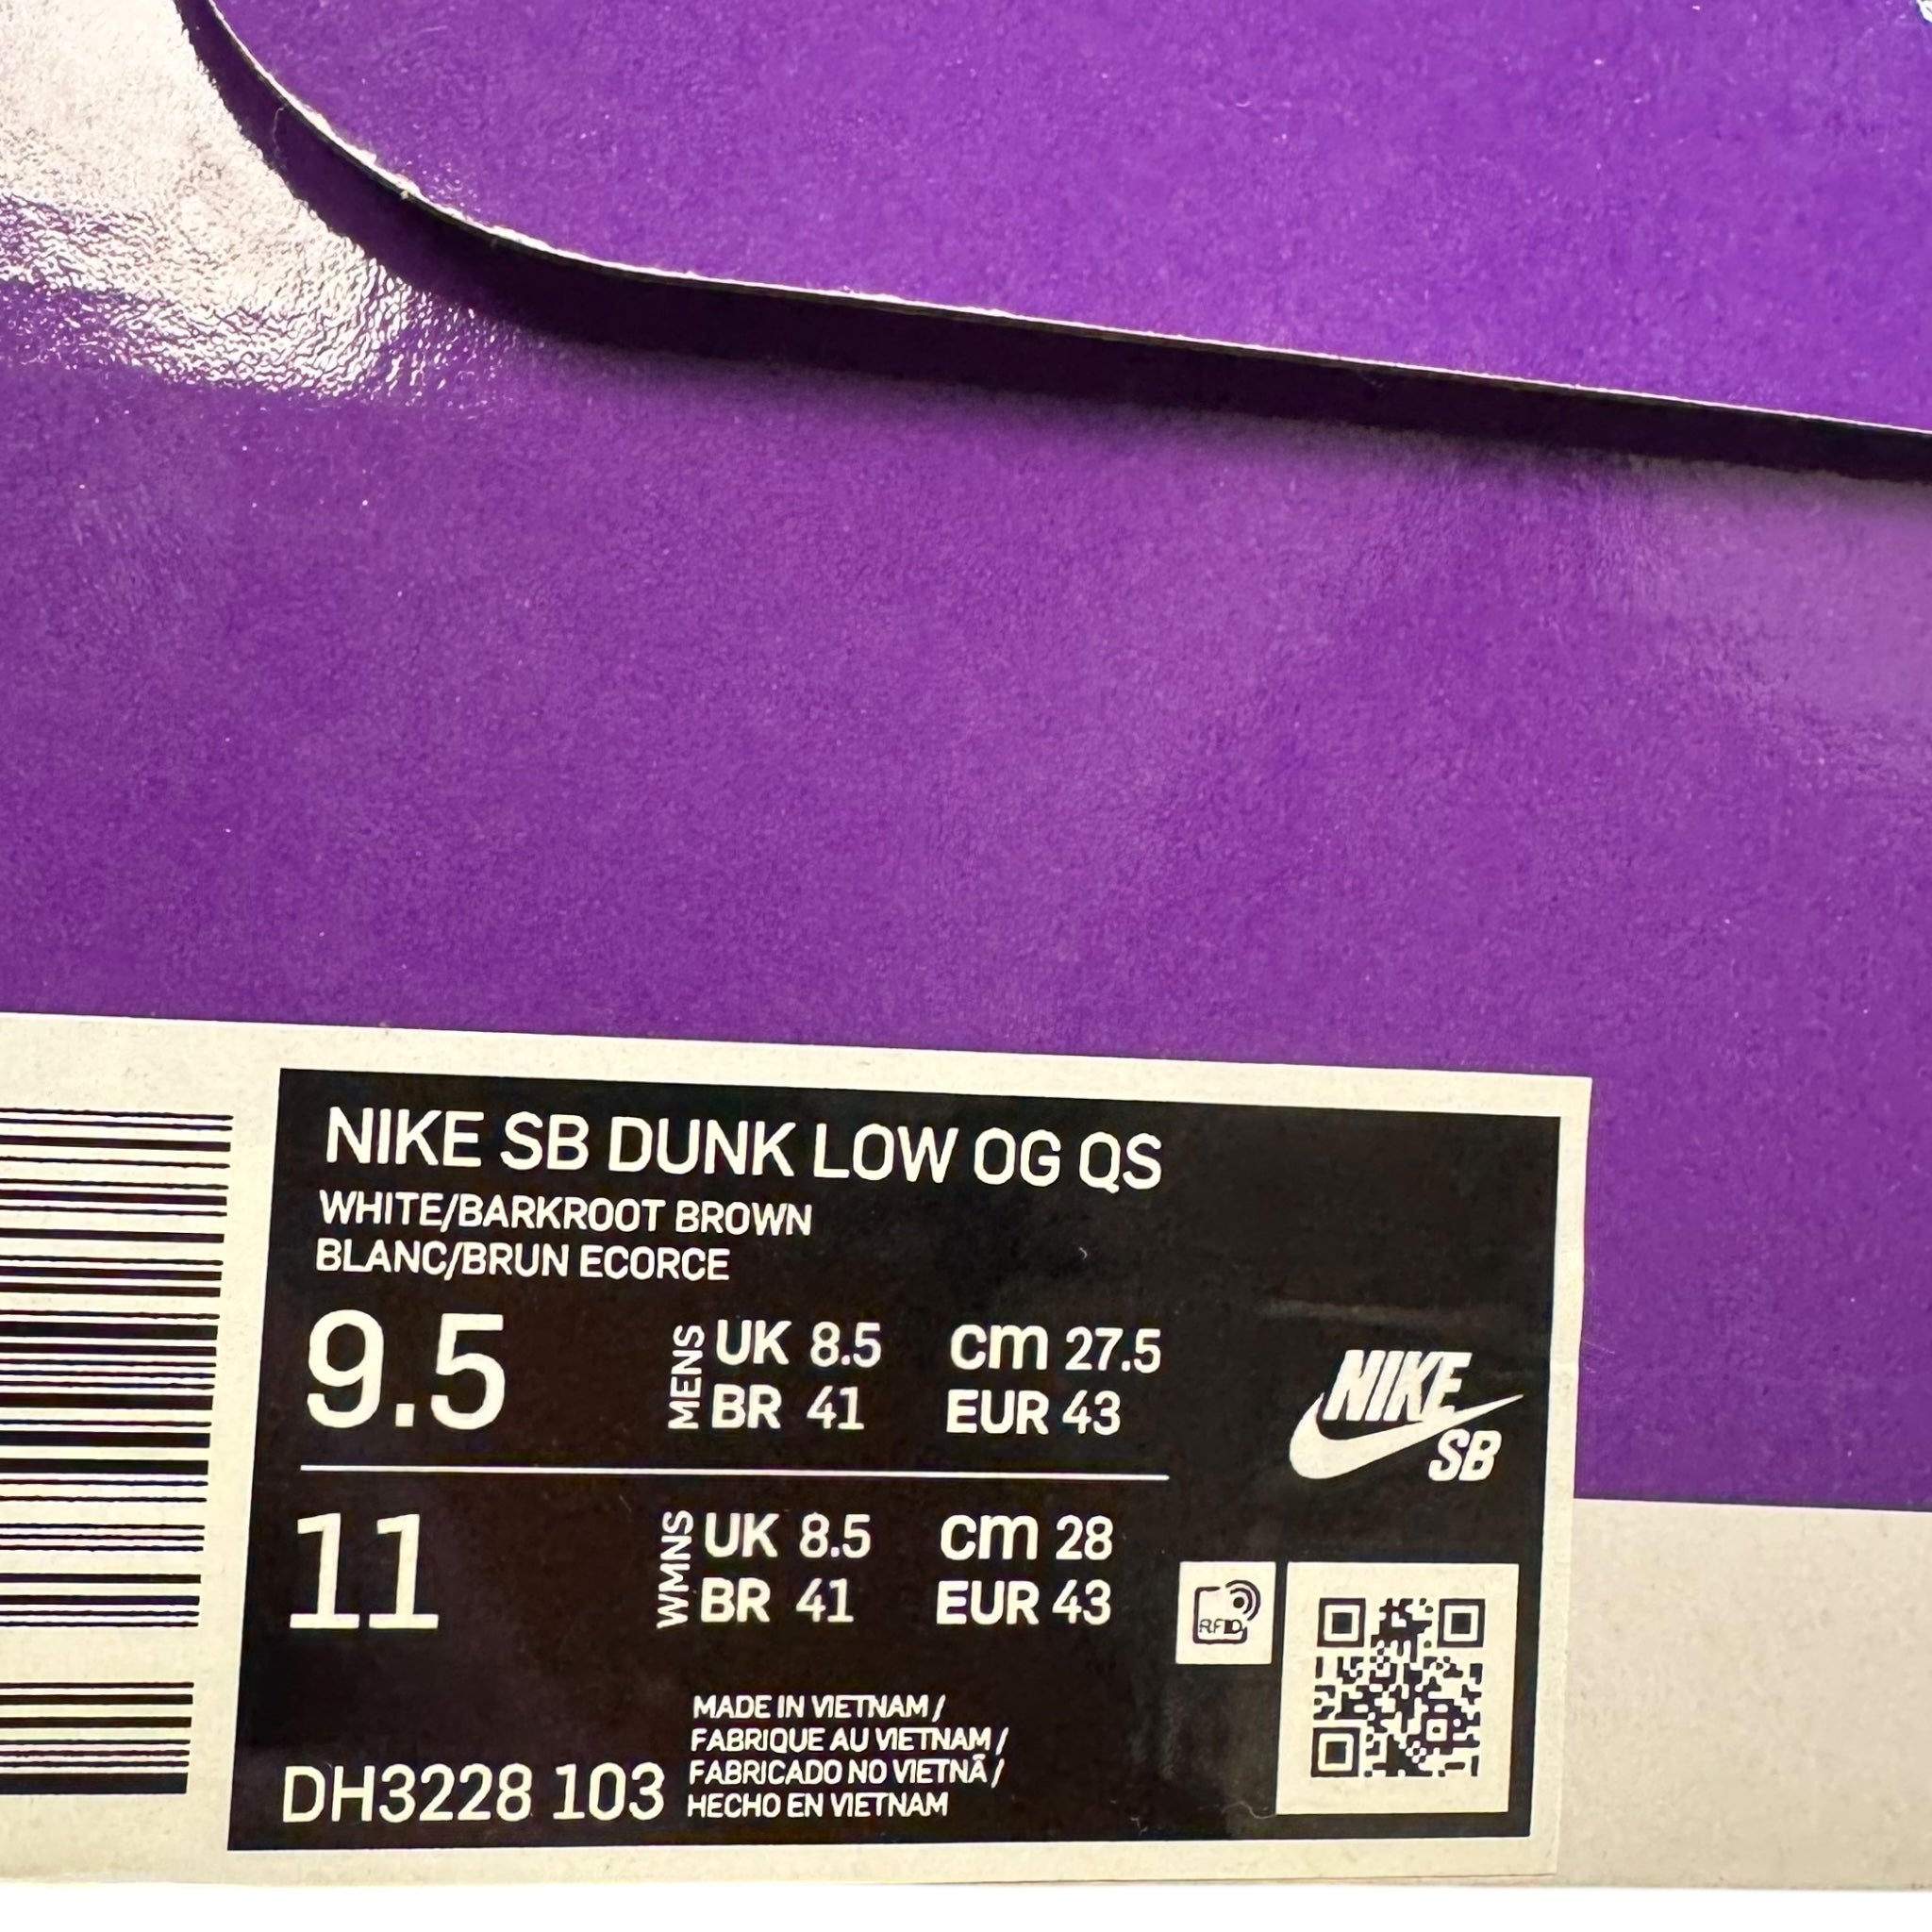 NIKE SB DUNK LOW OG QS
WHITE/BARKROOT BROWN
BLANC/BRUN ECORCE
9.5 MENS UK 8.5 cm 27.5
BR 41 EUR 43
NIKE
SB
11 WMNS UK 8.5 cm 28
BR 41 EUR 43
RFID
MADE IN VIETNAM /
FABRIQUE AU VIETNAM /
FABRICADO NO VIETNÃ /
HECHO EN VIETNAM
DH3228 103